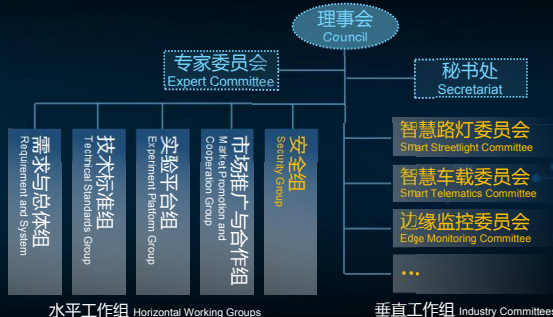 理事会
Council
专家委员会
Expert Committee
秘书处
Secretariat
需求与总体组
Requirement and System
技术标准组
Technical Standards Group
实验平台组
Experiment Platform Group
市场推广与合作组
Market Promotion and
Cooperation Group
安全组
Security Group
智慧路灯委员会
Smart Streetlight Committee
智慧车载委员会
Smart Telematics Committee
边缘监控委员会
Edge Monitoring Committee
...
水平工作组 Horizontal Working Groups
垂直工作组 Industry Committees